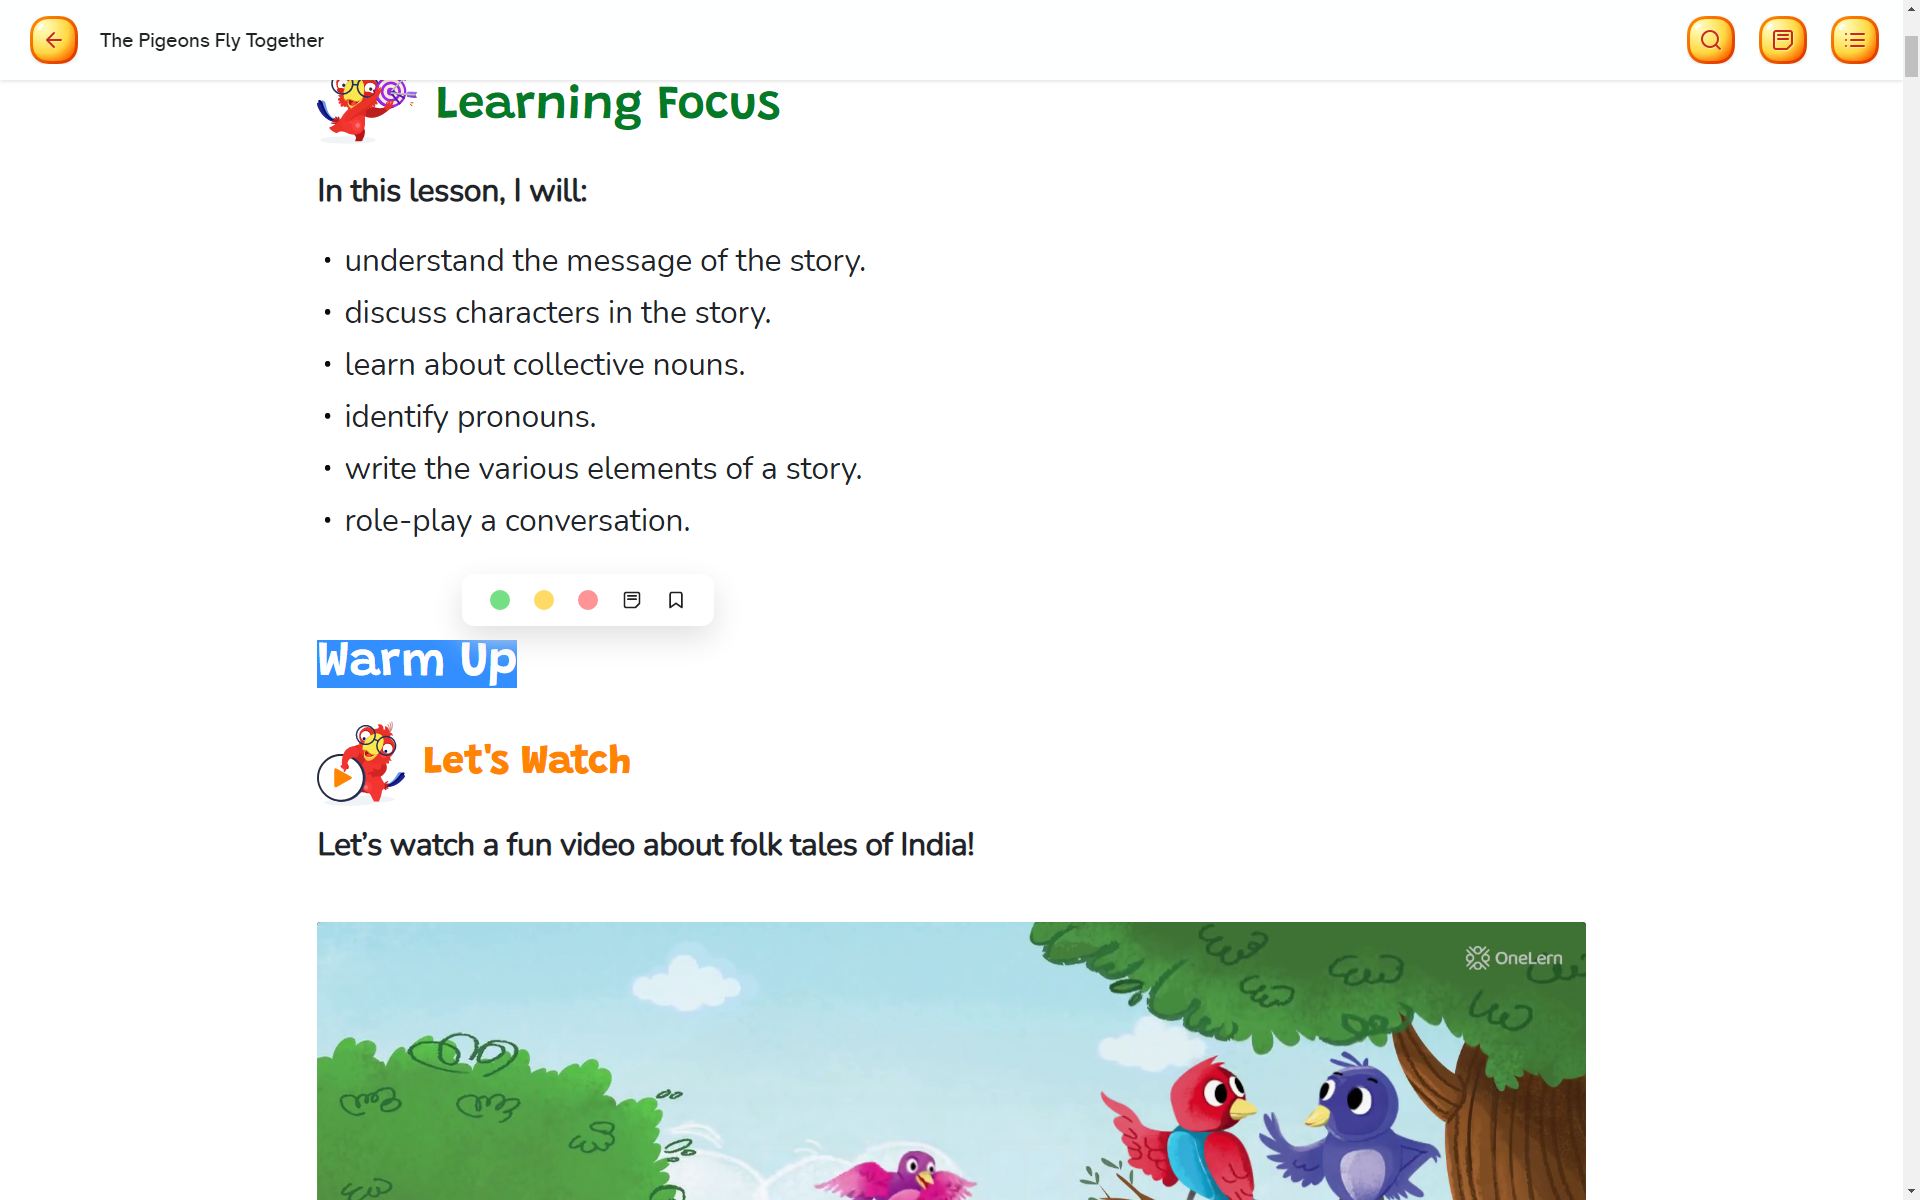 The Pigeons Fly Together
Learning Focus
In this lesson, I will:
• understand the message of the story.
• discuss characters in the story.
• learn about collective nouns.
• identify pronouns.
• write the various elements of a story.
• role-play a conversation.
Warm Up
Let's Watch
Let’s watch a fun video about folk tales of India!
OneLern